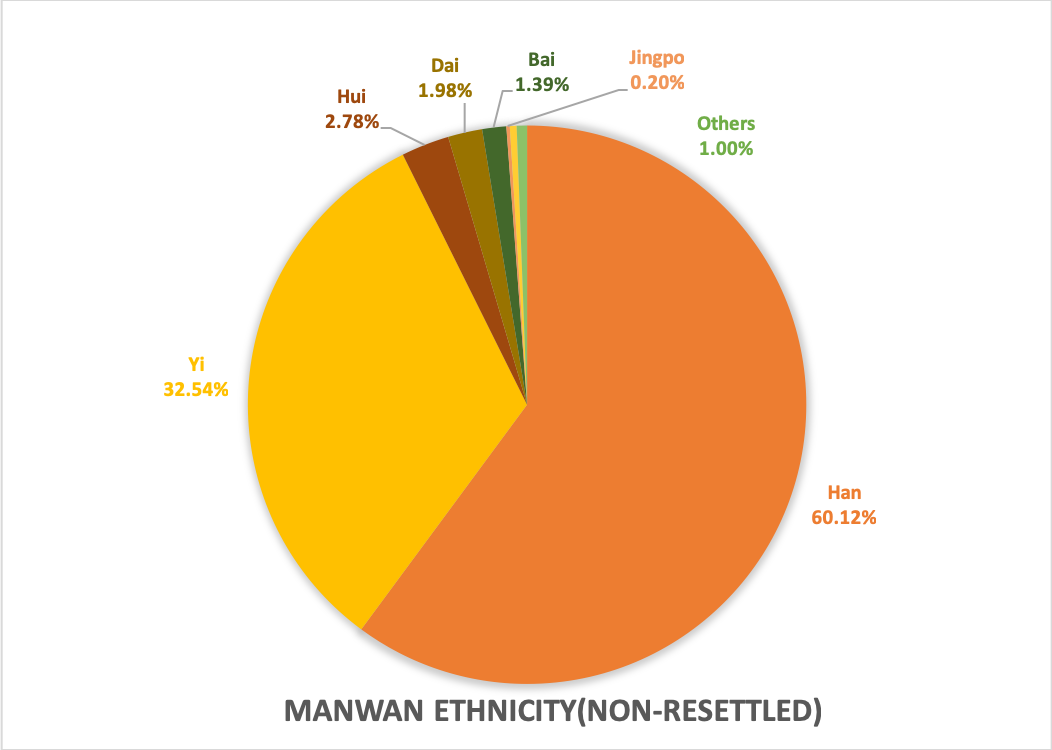 Jingpo
0.20%
Bai
1.39%
Dai
1.98%
Hui
2.78%
Others
1.00%
Yi
32.54%
Han
60.12%
MANWAN ETHNICITY(NON-RESETTLED)